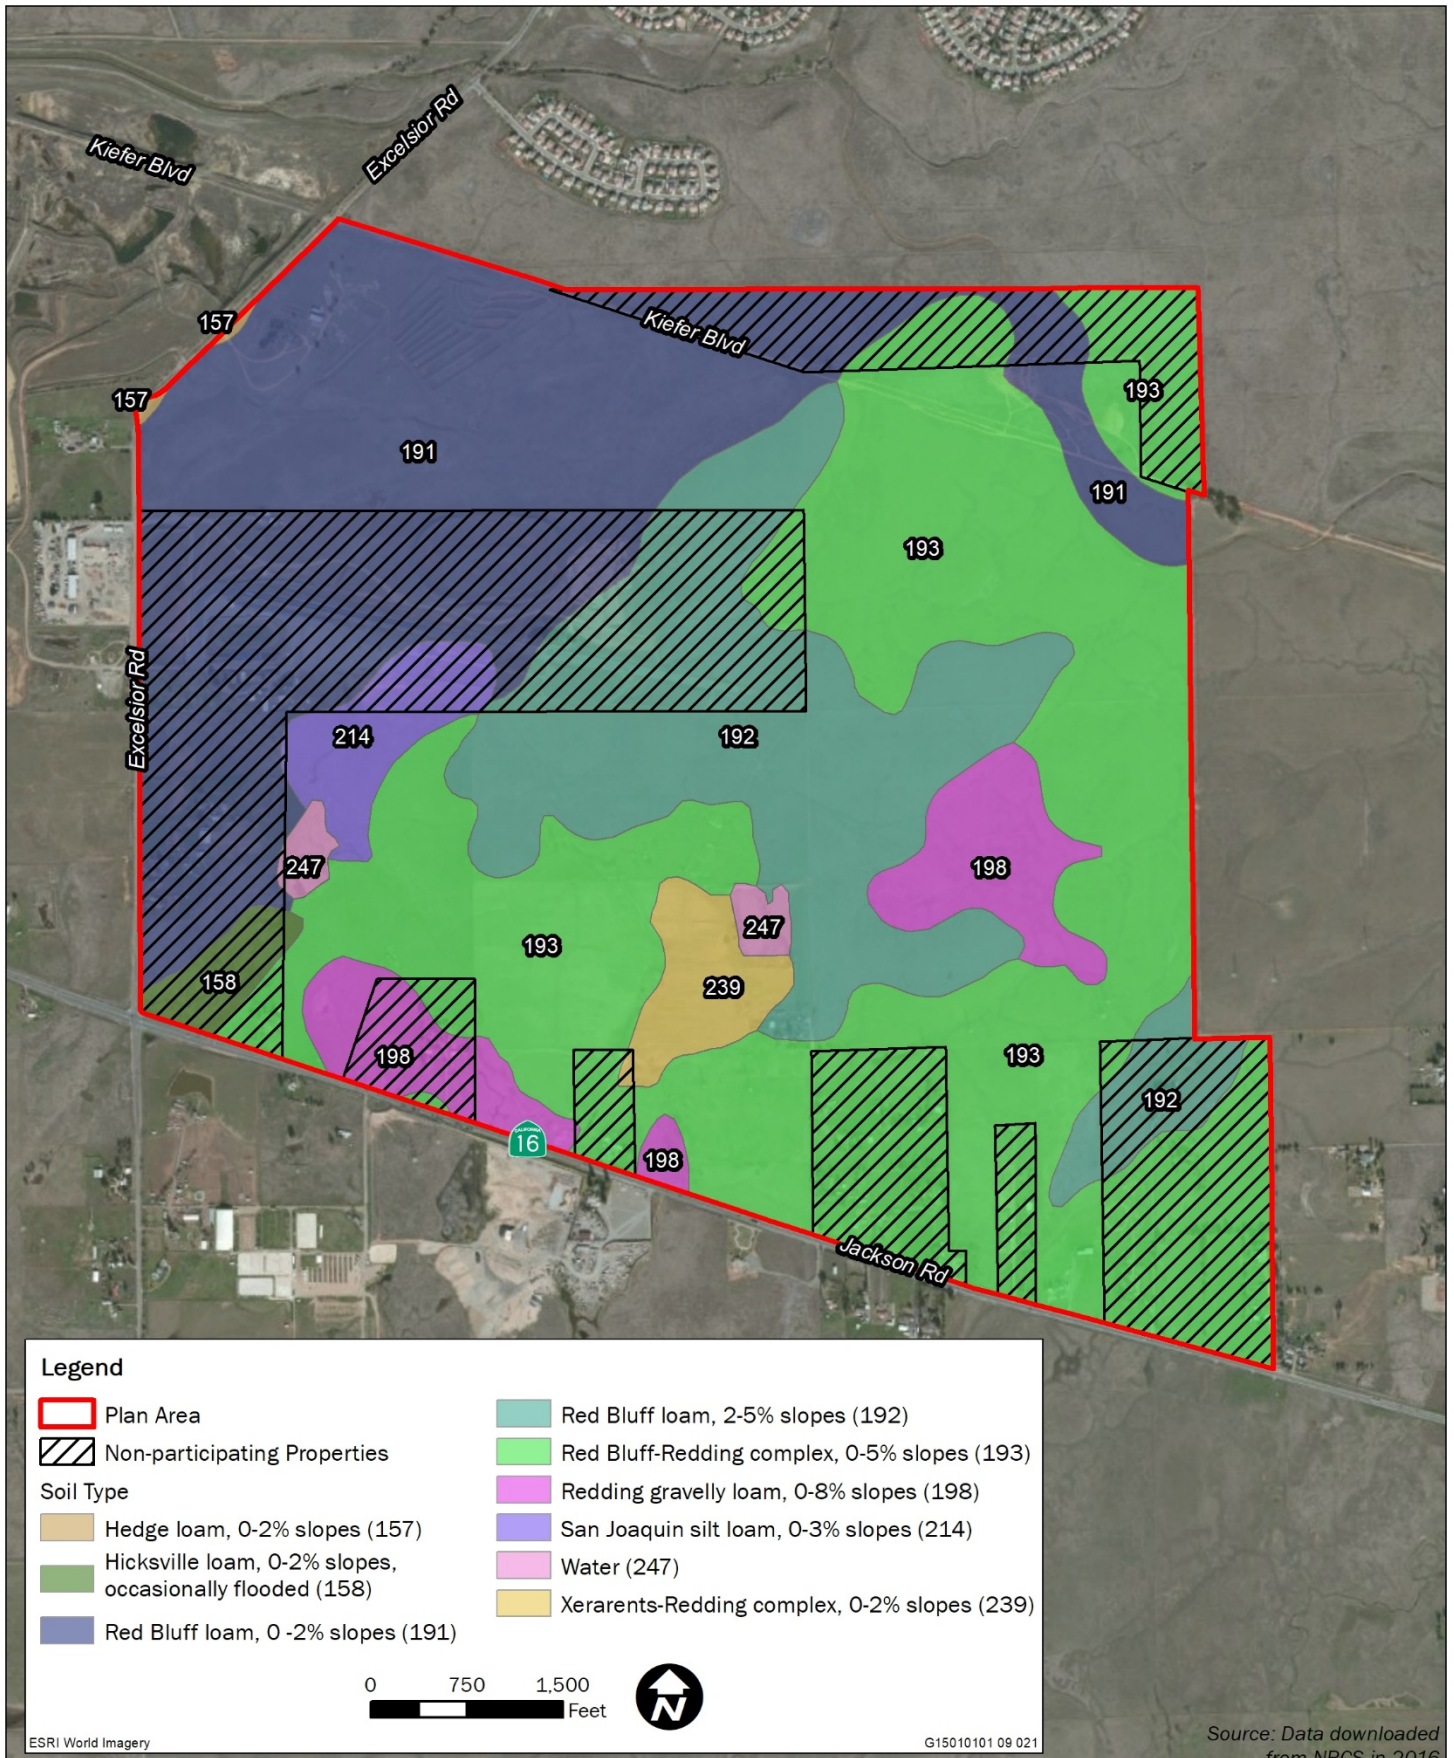 Excelsior Rd
Kiefer Blvd
157
Kiefer Blvd
157
193
191
191
193
Excelsior Rd
214
192
247
198
193
247
158
239
198
193
192
CALIFORNIA
16
198
Jackson Rd
Legend
Plan Area
Non-participating Properties
Soil Type
Hedge loam, 0-2% slopes (157)
Hicksville loam, 0-2% slopes,
occasionally flooded (158)
Red Bluff loam, 0 -2% slopes (191)
Red Bluff loam, 2-5% slopes (192)
Red Bluff-Redding complex, 0-5% slopes (193)
Redding gravelly loam, 0-8% slopes (198)
San Joaquin silt loam, 0-3% slopes (214)
Water (247)
Xerarents-Redding complex, 0-2% slopes (239)
0 750 1,500
Feet
N
ESRI World Imagery
G15010101 09 021
Source: Data downloaded
from NRCS in